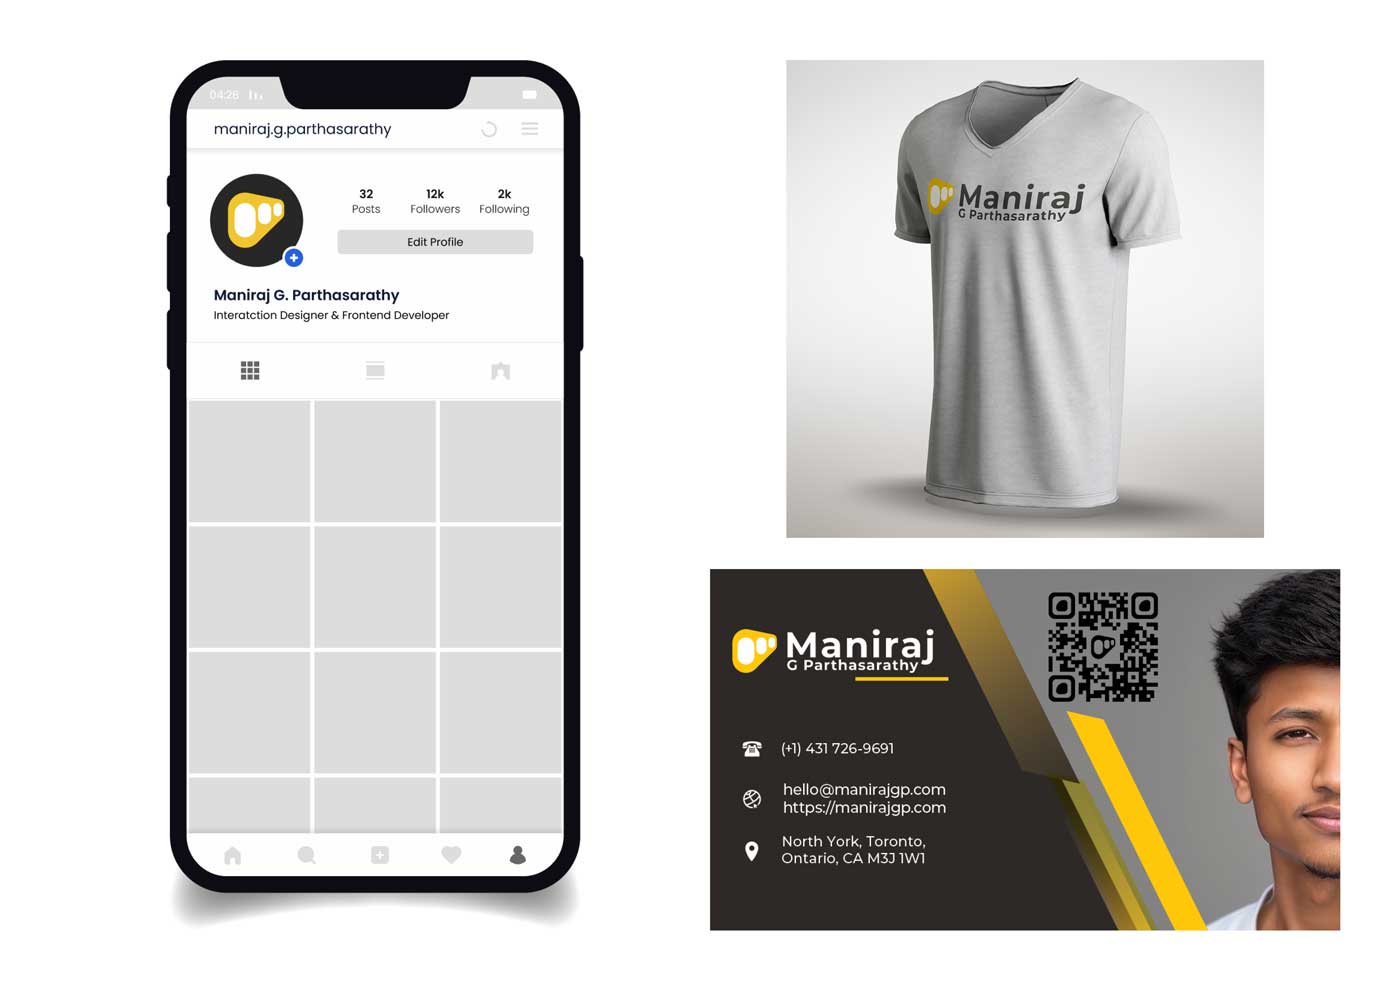 04:26
maniraj.g.parthasarathy
32
Posts
12k
Followers
2k
Following
Edit Profile
Maniraj G. Parthasarathy
Interatction Designer & Frontend Developer
Maniraj
G Parthasarathy
Maniraj
G Parthasarathy
(+1) 431 726-9691
hello@manirajgp.com
https://manirajgp.com
North York, Toronto,
Ontario, CA M3J 1W1